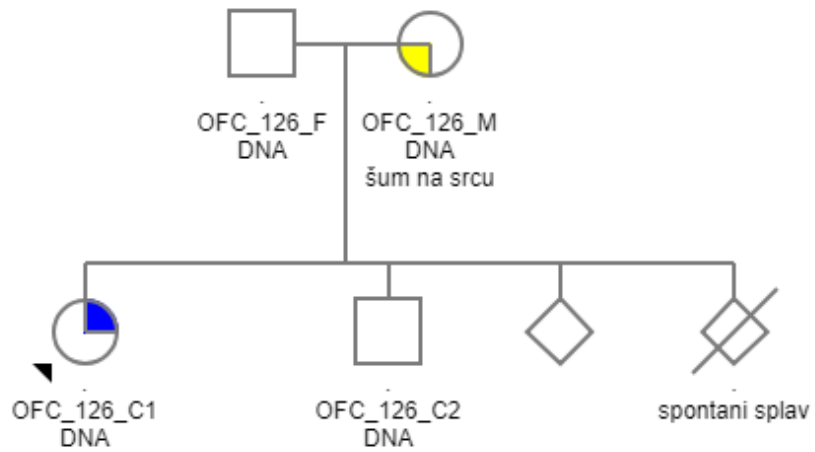 OFC_126_F
DNA
OFC_126_M
DNA
šum na srcu
OFC_126_C1
DNA
OFC_126_C2
DNA
spontani splav